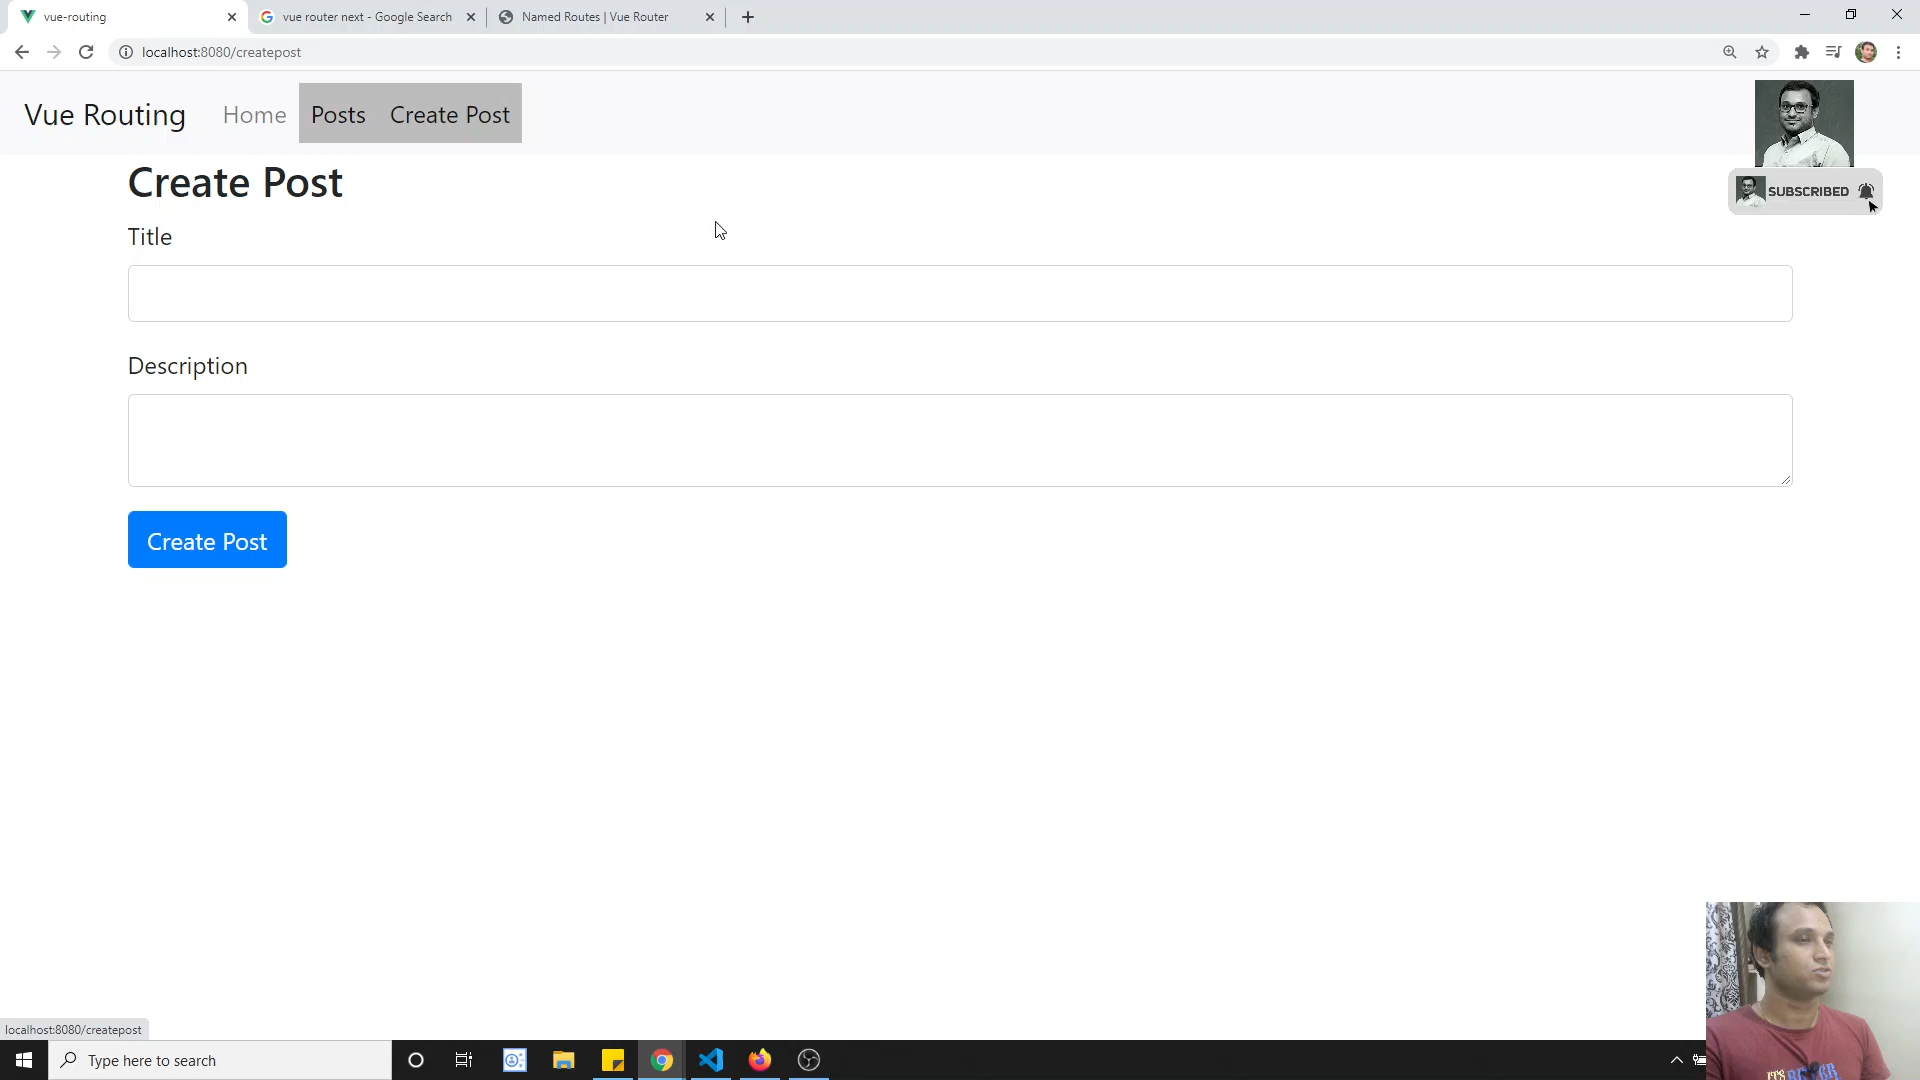 vue-routing
vue router next - Google Search
Named Routes | Vue Router
localhost:8080/createpost
Vue Routing
Home
Posts
Create Post
SUBSCRIBED
Create Post
Title
Description
Create Post
localhost:8080/createpost
Type here to search